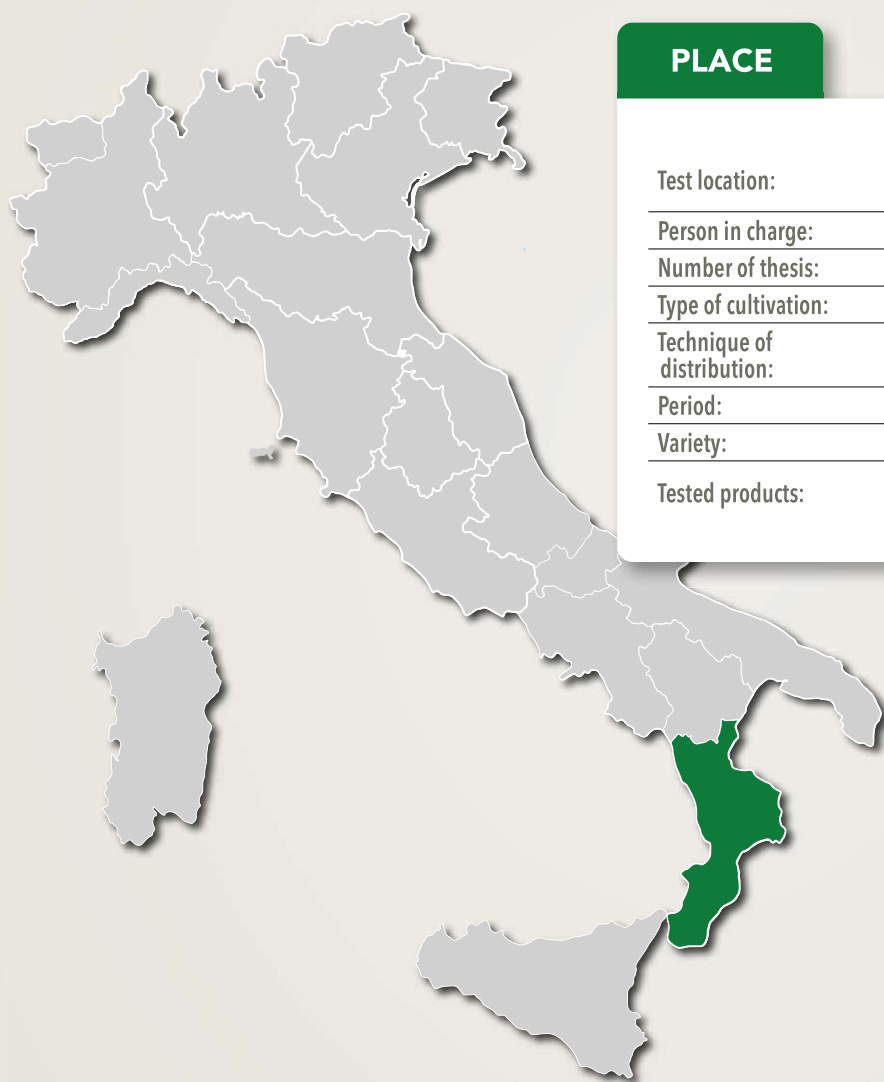 PLACE
Test location:
Person in charge:
Number of thesis:
Type of cultivation:
Technique of
distribution:
Period:
Variety:
Tested products: